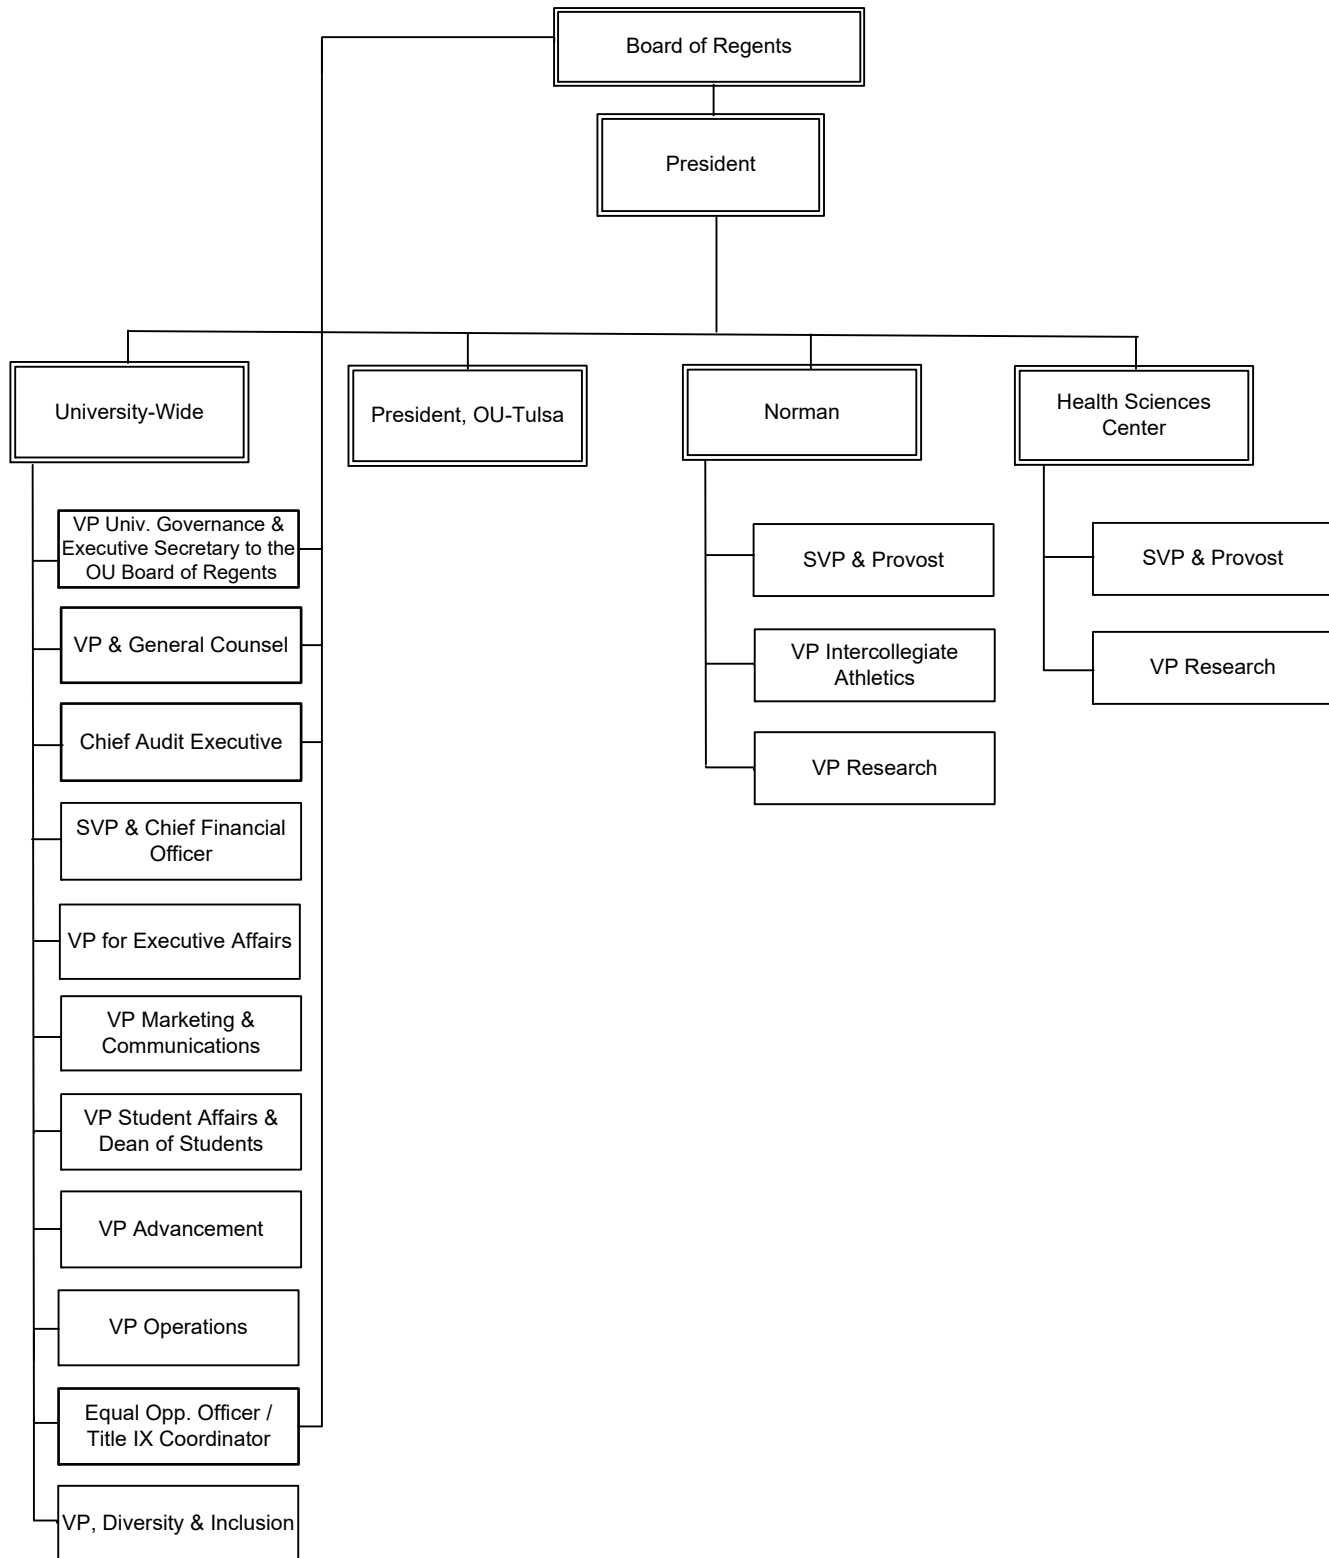 Board of Regents
President
University-Wide
President, OU-Tulsa
Norman
Health Sciences
Center
VP Univ. Governance &
Executive Secretary to the
OU Board of Regents
VP & General Counsel
Chief Audit Executive
SVP & Chief Financial
Officer
VP for Executive Affairs
VP Marketing &
Communications
VP Student Affairs &
Dean of Students
VP Advancement
VP Operations
Equal Opp. Officer /
Title IX Coordinator
VP, Diversity & Inclusion
SVP & Provost
VP Intercollegiate
Athletics
VP Research
SVP & Provost
VP Research